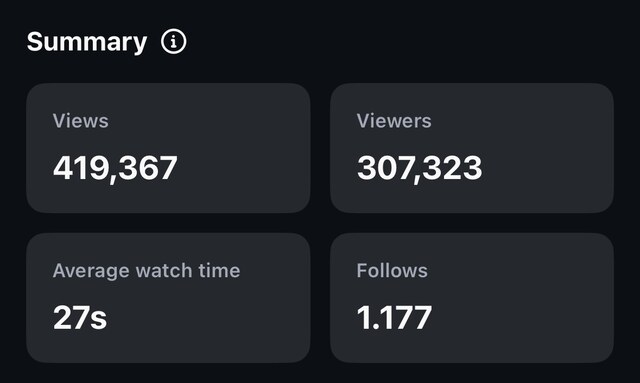 Summary
Views
419,367
Viewers
307,323
Average watch time
27s
Follows
1.177